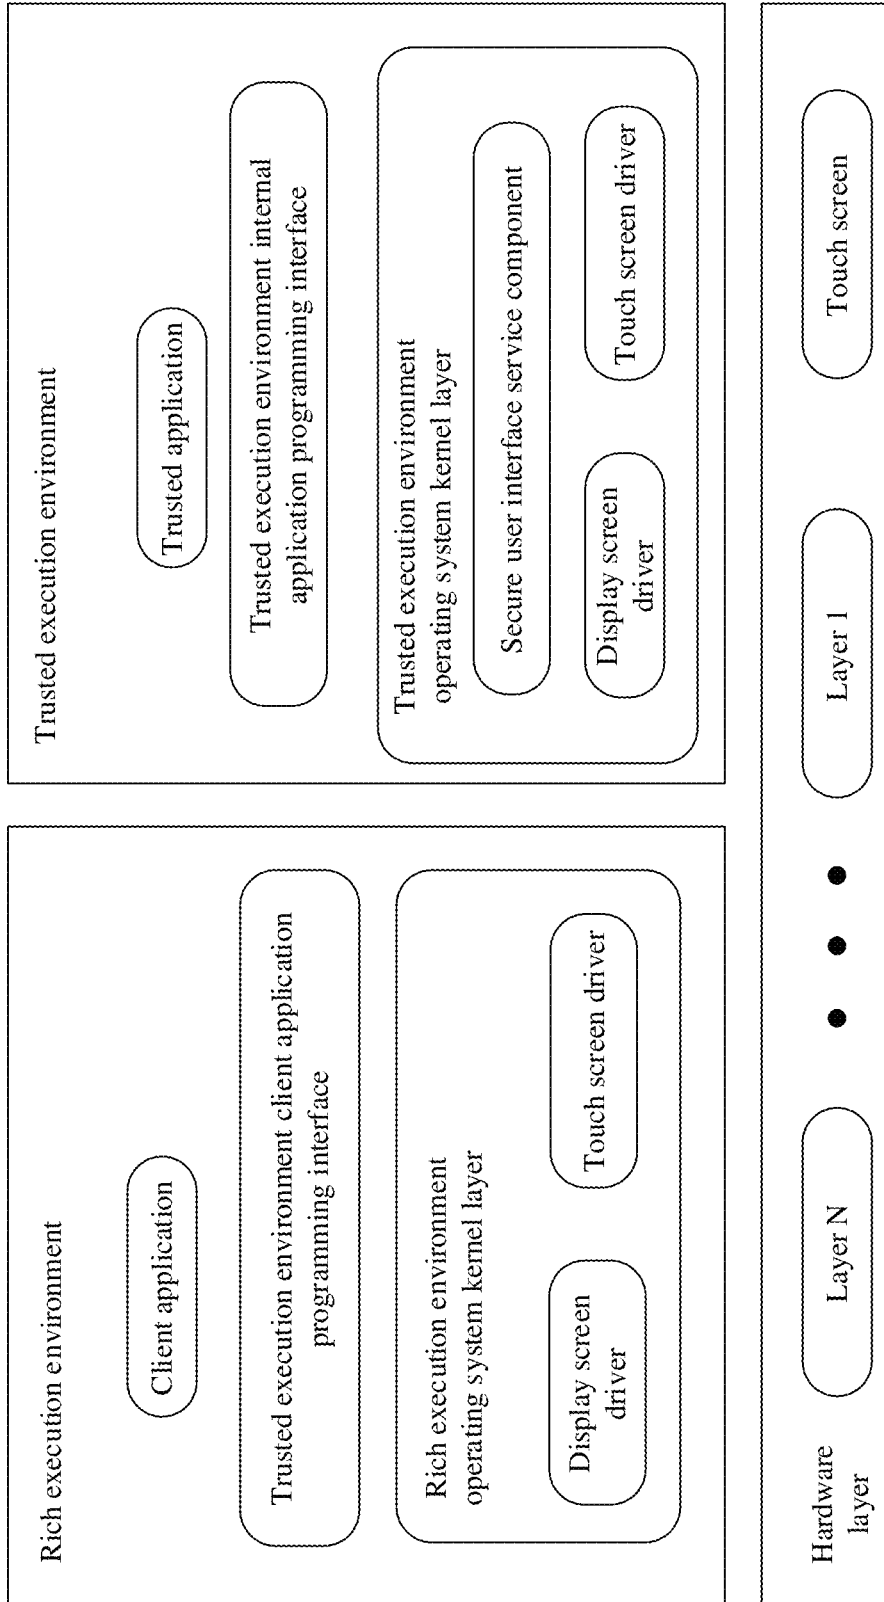 Rich execution environment
Client application
Trusted execution environment client application
programming interface
Rich execution environment
operating system kernel layer
Display screen
driver
Touch screen driver
Trusted execution environment
Trusted application
Trusted execution environment internal
application programming interface
Trusted execution environment
operating system kernel layer
Secure user interface service component
Display screen
driver
Touch screen driver
Hardware
layer
Layer N
Layer 1
Touch screen